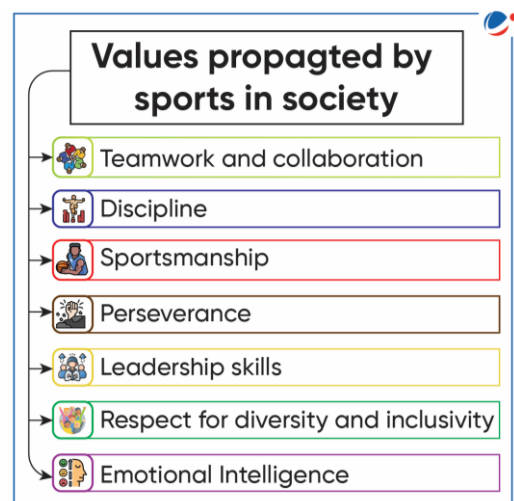 Values propagted by
sports in society
Teamwork and collaboration
Discipline
Sportsmanship
Perseverance
Leadership skills
Respect for diversity and inclusivity
Emotional Intelligence